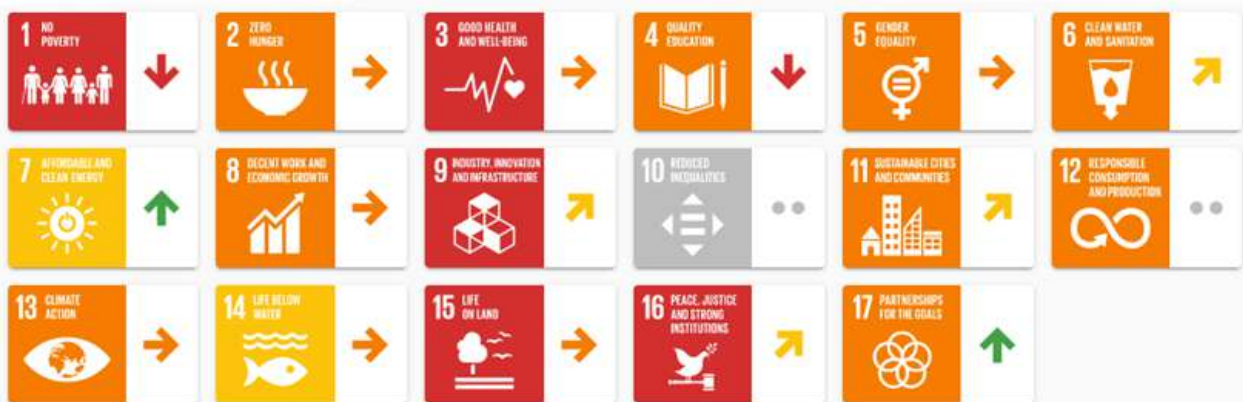 1 NO
POVERTY
2 ZERO
HUNGER
3 GOOD HEALTH
AND WELL-BEING
4 QUALITY
EDUCATION
5 GENDER
EQUALITY
6 CLEAN WATER
AND SANITATION
7 AFFORDABLE AND
CLEAN ENERGY
8 DECENT WORK AND
ECONOMIC GROWTH
9 INDUSTRY, INNOVATION
AND INFRASTRUCTURE
10 REDUCED
INEQUALITIES
11 SUSTAINABLE CITIES
AND COMMUNITIES
12 RESPONSIBLE
CONSUMPTION
AND PRODUCTION
13 CLIMATE
ACTION
14 LIFE BELOW
WATER
15 LIFE
ON LAND
16 PEACE, JUSTICE
AND STRONG
INSTITUTIONS
17 PARTNERSHIPS
FOR THE GOALS